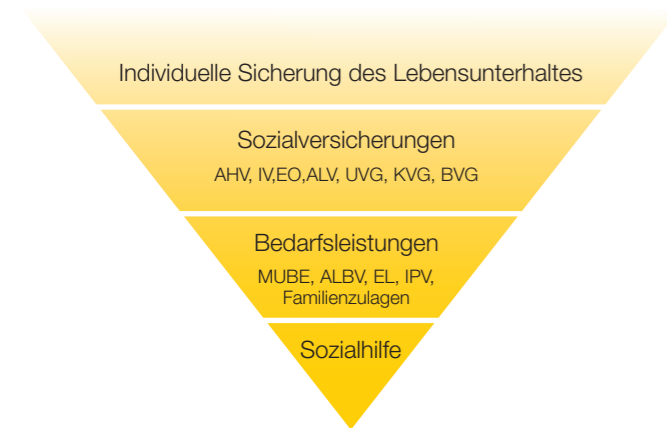 Individuelle Sicherung des Lebensunterhaltes
Sozialversicherungen
AHV, IV,EO,ALV, UVG, KVG, BVG
Bedarfsleistungen
MUBE, ALBV, EL, IPV,
Familienzulagen
Sozialhilfe